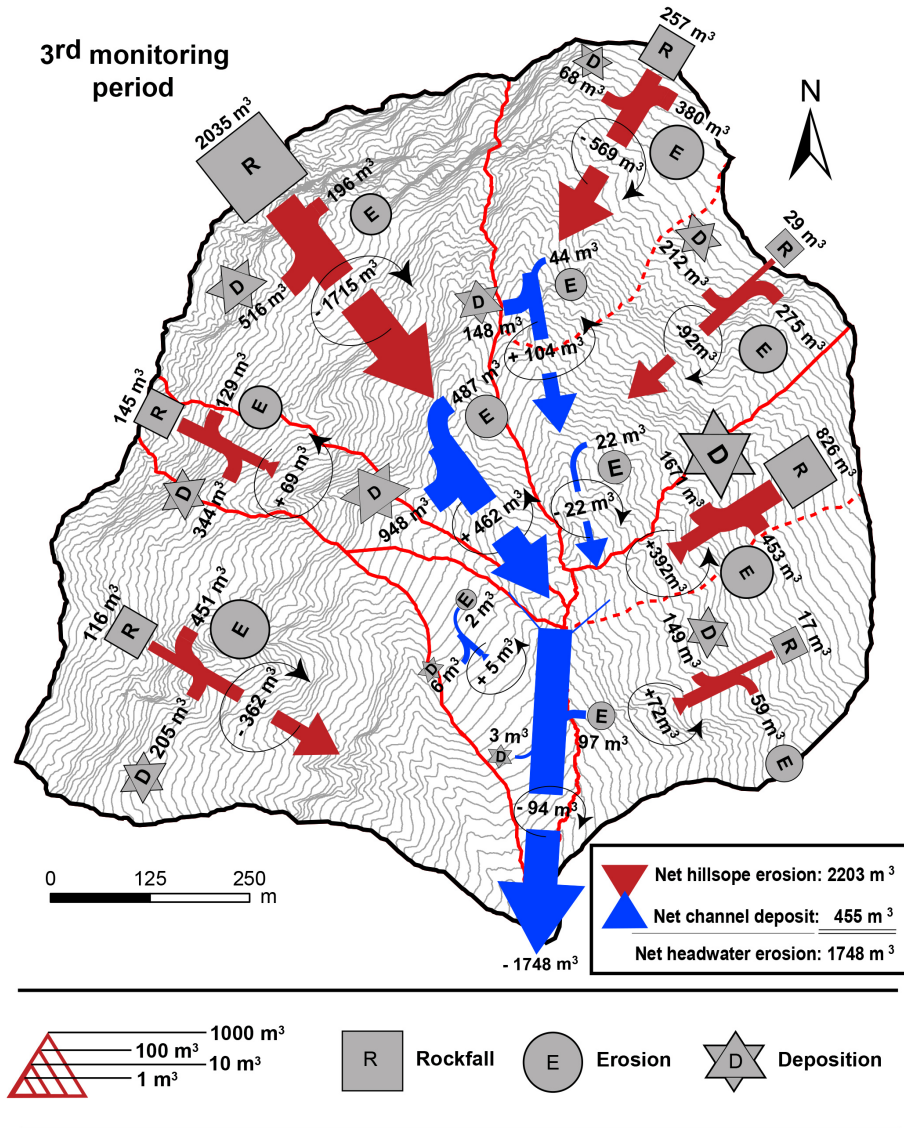 3rd monitoring
period
257 m³
D
R
68 m³
380 m³
E
- 569 m³
N
2035 m³
R
196 m³
E
D
516 m³
- 1715 m³
44 m³
E
D
148 m³
+ 104 m³
D
212 m³
29 m³
R
275 m³
-92m³
E
145 m³
R
129 m³
E
D
344 m³
+ 69 m³
487 m³
E
D
948 m³
+ 462 m³
22 m³
E
- 22 m³
D
167 m³
R
826 m³
453 m³
+392m³
E
116 m³
R
451 m³
E
D
205 m³
- 362 m³
E
2 m³
D
6 m³
+ 5 m³
149 m³
D
17 m³
R
59 m³
+72m³
E
3 m³
D
E
97 m³
- 94 m³
0 125 250
m
- 1748 m³
Net hillsope erosion: 2203 m³
Net channel deposit: 455 m³
Net headwater erosion: 1748 m³
1000 m³
100 m³
10 m³
1 m³
R Rockfall
E Erosion
D Deposition